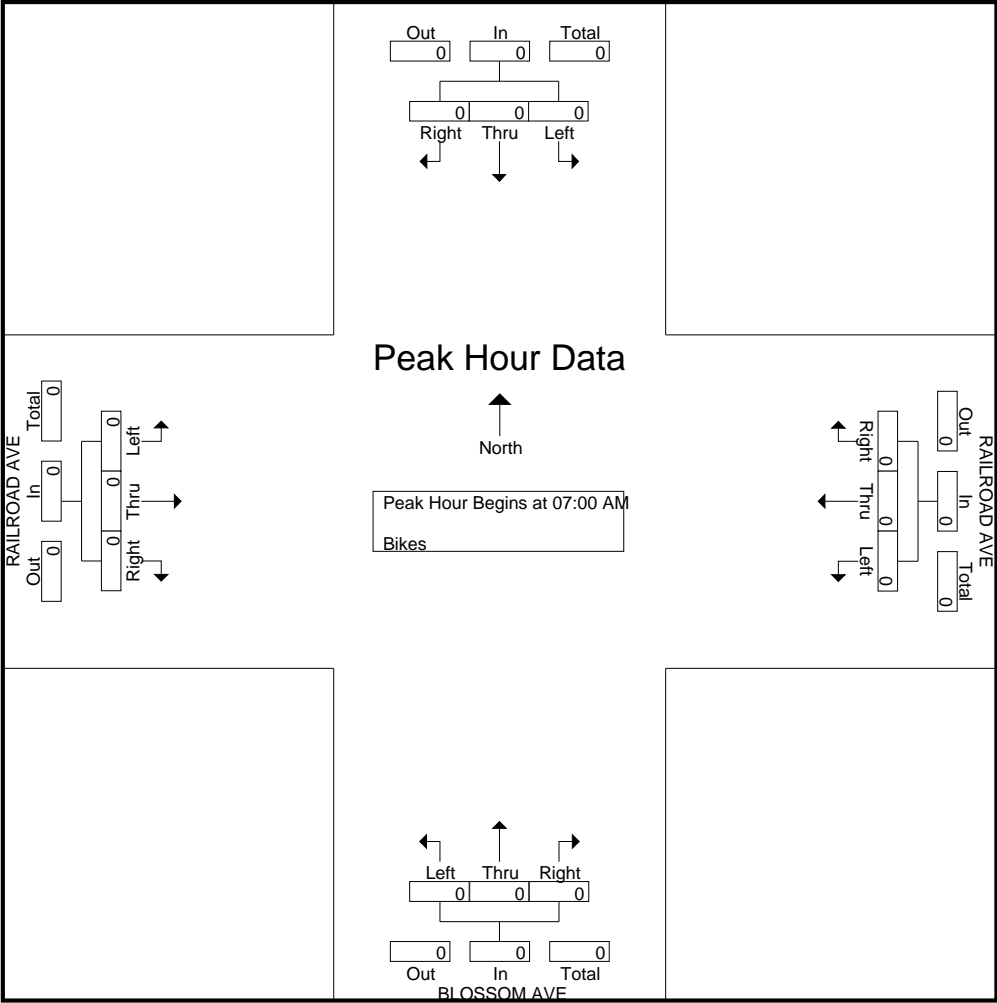 Out In Total
0 0 0
0 0 0
Right Thru Left
Peak Hour Data
North
Peak Hour Begins at 07:00 AM
Bikes
RAILROAD AVE
Total In Out
0 0 0
0 0 0
Left Thru Right
Right Thru Left
0 0 0
0 0 0
Out In Total
RAILROAD AVE
Left Thru Right
0 0 0
0 0 0
Out In Total
BLOSSOM AVE